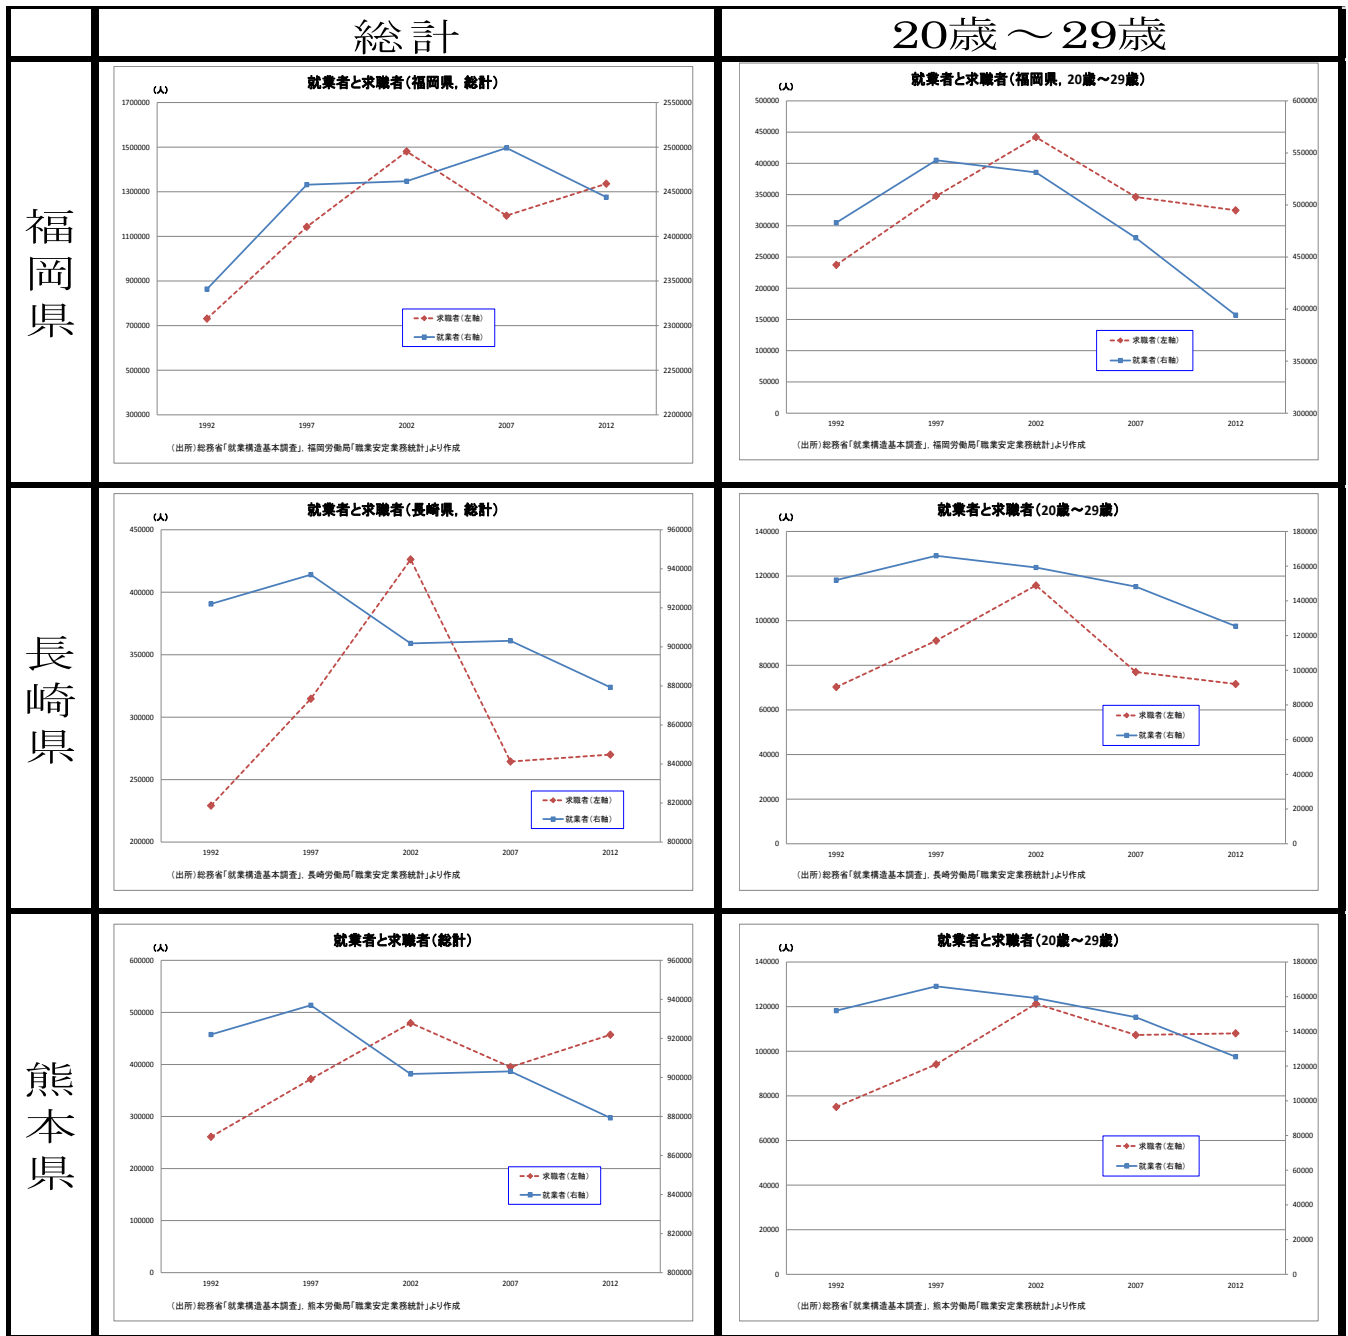 総計
20歳～29歳
福岡県
就業者と求職者（福岡県，総計）
(人)
1700000
1500000
1300000
1100000
900000
700000
500000
300000
2550000
2500000
2450000
2400000
2350000
2300000
2250000
2200000
求職者（左軸）
就業者（右軸）
1992 1997 2002 2007 2012
（出所）総務省「就業構造基本調査」，福岡労働局「職業安定業務統計」より作成
就業者と求職者（福岡県，20歳～29歳）
(人)
500000
450000
400000
350000
300000
250000
200000
150000
100000
50000
0
600000
550000
500000
450000
400000
350000
300000
求職者（左軸）
就業者（右軸）
1992 1997 2002 2007 2012
（出所）総務省「就業構造基本調査」，福岡労働局「職業安定業務統計」より作成
長崎県
就業者と求職者（長崎県，総計）
(人)
450000
400000
350000
300000
250000
200000
960000
940000
920000
900000
880000
860000
840000
820000
800000
求職者（左軸）
就業者（右軸）
1992 1997 2002 2007 2012
（出所）総務省「就業構造基本調査」，長崎労働局「職業安定業務統計」より作成
就業者と求職者（20歳～29歳）
(人)
140000
120000
100000
80000
60000
40000
20000
0
180000
160000
140000
120000
100000
80000
60000
40000
20000
0
求職者（左軸）
就業者（右軸）
1992 1997 2002 2007 2012
（出所）総務省「就業構造基本調査」，長崎労働局「職業安定業務統計」より作成
熊本県
就業者と求職者（総計）
(人)
600000
500000
400000
300000
200000
100000
0
960000
940000
920000
900000
880000
860000
840000
820000
800000
求職者（左軸）
就業者（右軸）
1992 1997 2002 2007 2012
（出所）総務省「就業構造基本調査」，熊本労働局「職業安定業務統計」より作成
就業者と求職者（20歳～29歳）
(人)
140000
120000
100000
80000
60000
40000
20000
0
180000
160000
140000
120000
100000
80000
60000
40000
20000
0
求職者（左軸）
就業者（右軸）
1992 1997 2002 2007 2012
（出所）総務省「就業構造基本調査」，熊本労働局「職業安定業務統計」より作成